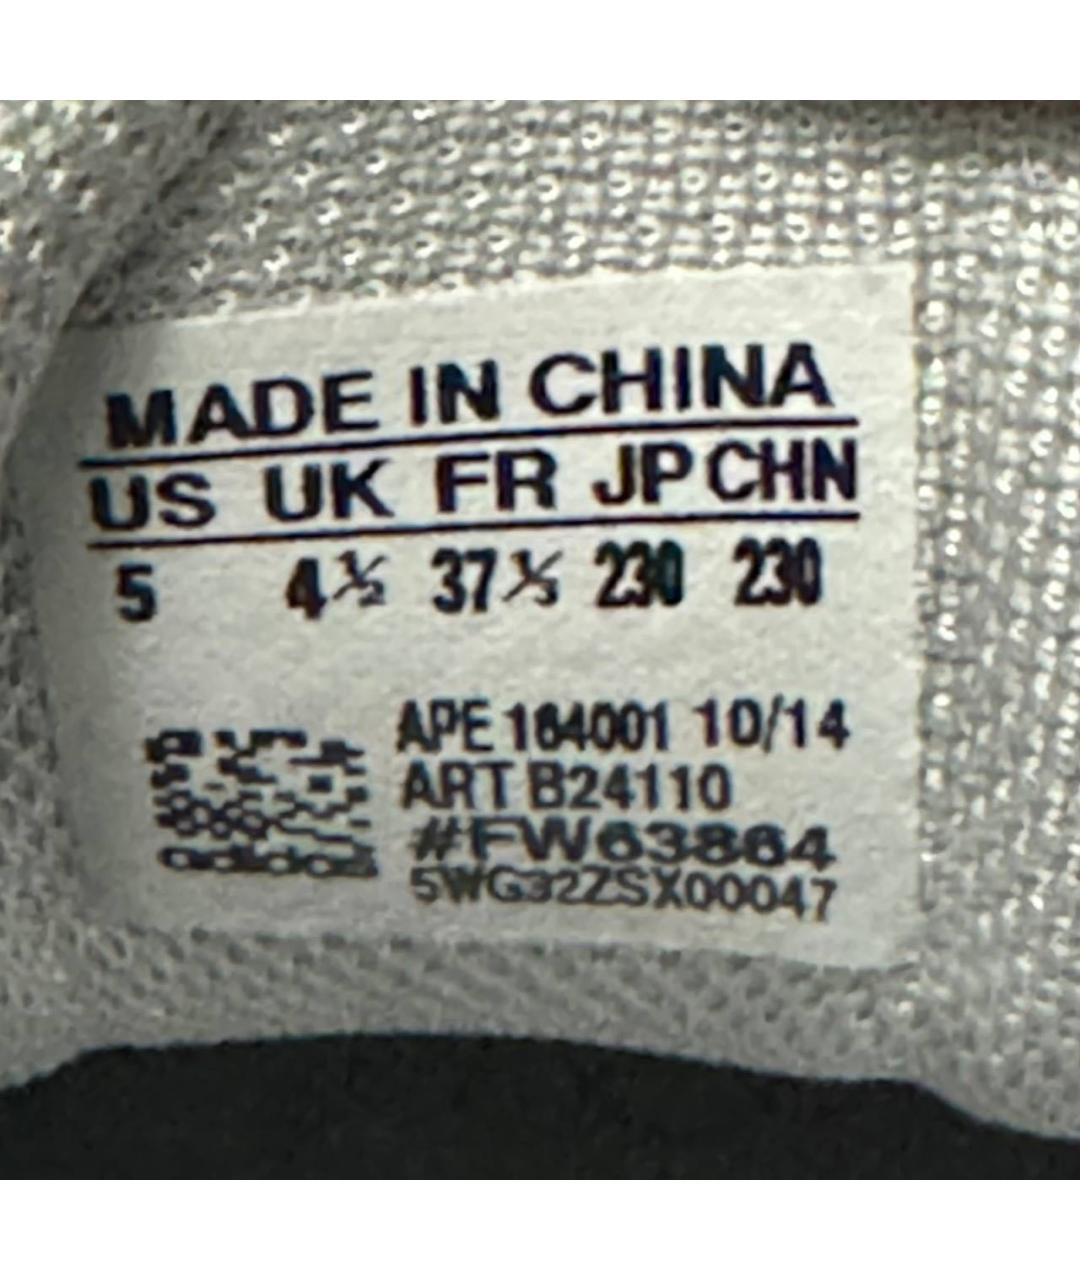 MADE IN CHINA
US UK FR JP CHN
5 4½ 37⅓ 230 230
APE 184001 10/14
ART B24110
#FW63864
adidas
5WG32ZSX00047